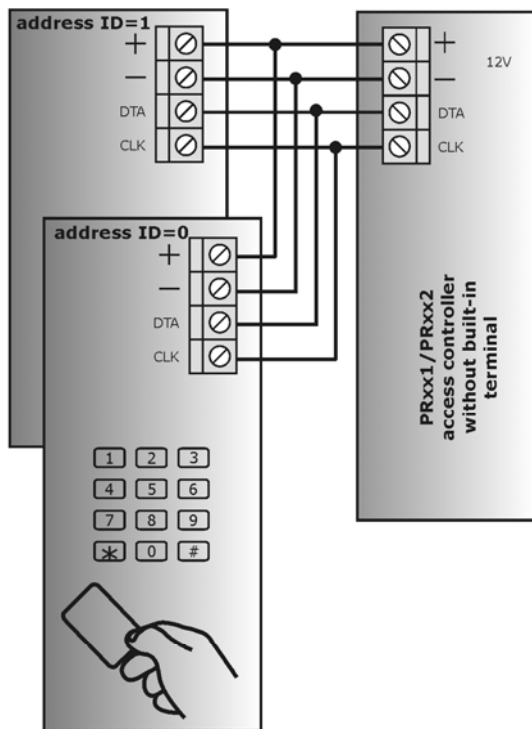 address ID=1
+
−
DTA
CLK
+
−
DTA
CLK
12V
address ID=0
+
−
DTA
CLK
1 2 3
4 5 6
7 8 9
* 0 #
PRxx1/PRxx2
access controller
without built-in
terminal